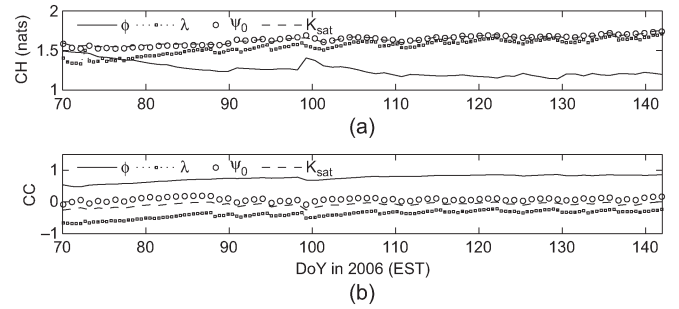 2
φ λ Ψ0 Ksat
CH (nats)
1.5
1
70 80 90 100 110 120 130 140
(a)
φ λ Ψ0 Ksat
1
CC
0
−1
70 80 90 100 110 120 130 140
DoY in 2006 (EST)
(b)